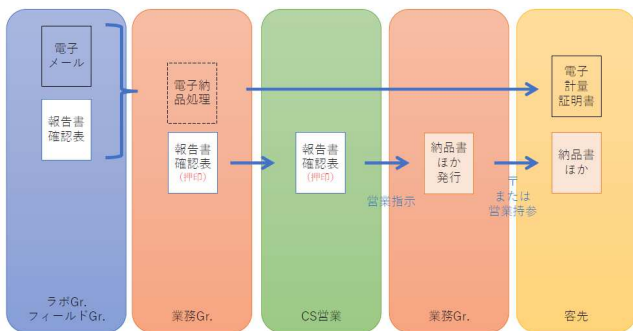 電子
メール
報告書
確認表
ラボGr.
フィールドGr.
電子納
品処理
報告書
確認表
(押印)
業務Gr.
報告書
確認表
(押印)
CS営業
営業指示
納品書
ほか
発行
業務Gr.
〒
または
営業持参
電子
計量
証明書
納品書
ほか
客先